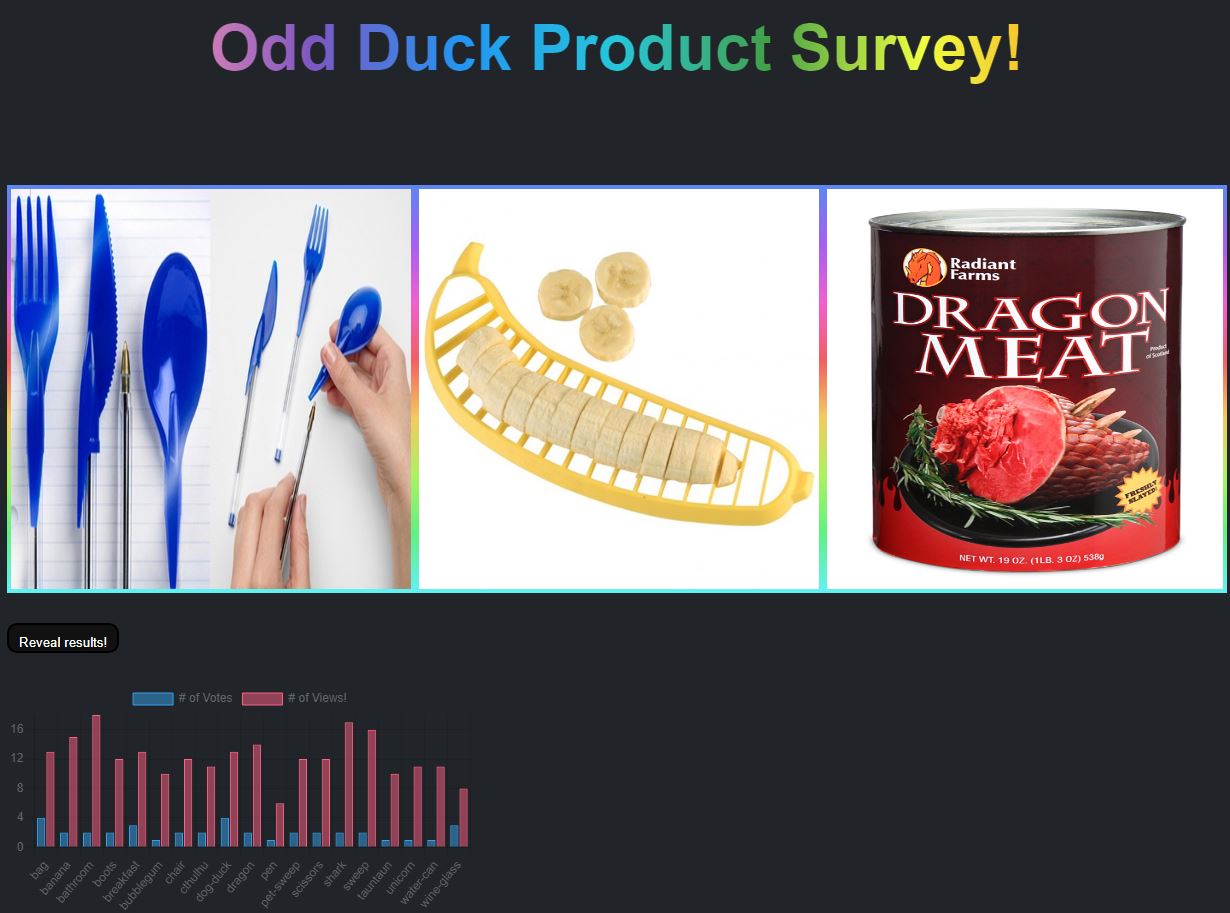 Odd Duck Product Survey!
Radiant
Farms
DRAGON
MEAT
Product
of Scotland
FRESHLY
SLAYED!
NET WT. 19 OZ. (1LB. 3 OZ) 538g
Reveal results!
# of Votes # of Views!
16
12
8
4
0
bag banana bathroom boots breakfast bubblegum chair cthulhu dog-duck dragon pen pet-sweep scissors shark sweep tauntaun unicorn water-can wine-glass